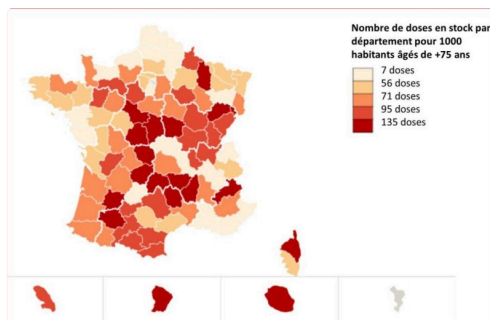 Nombre de doses en stock par
département pour 1000
habitants âgés de +75 ans
7 doses
56 doses
71 doses
95 doses
135 doses